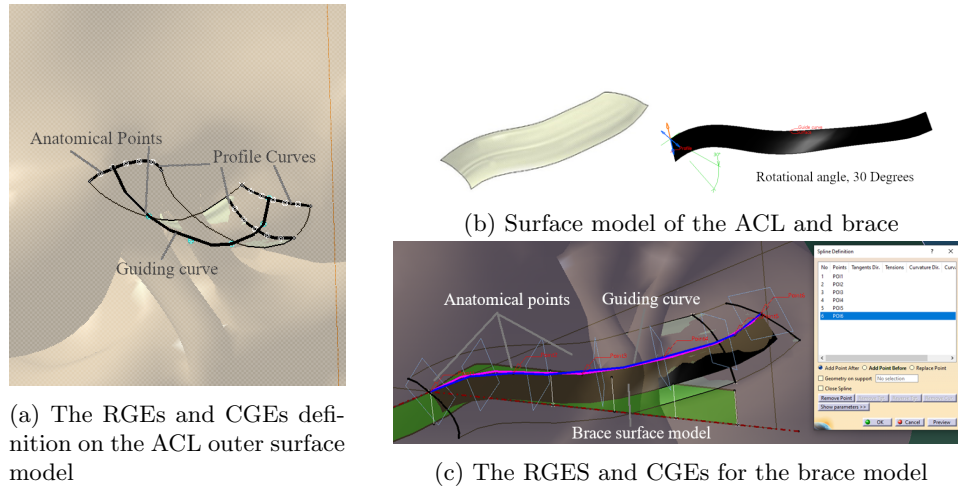 Anatomical Points
Profile Curves
Guiding curve
(a) The RGEs and CGEs defi-
nition on the ACL outer surface
model
Rotational angle, 30 Degrees
(b) Surface model of the ACL and brace
Anatomical points
Guiding curve
Brace surface model
Spline Definition
? X
No Points Tangents Dir. Tensions Curvature Dir. Curva
1 POI1
2 POI2
3 POI3
4 POI4
5 POI5
6 POI6
Add Point After Add Point Before Replace Point
Geometry on support No selection
Close Spline
Remove Point
Show parameters >>
OK Cancel Preview
(c) The RGES and CGEs for the brace model